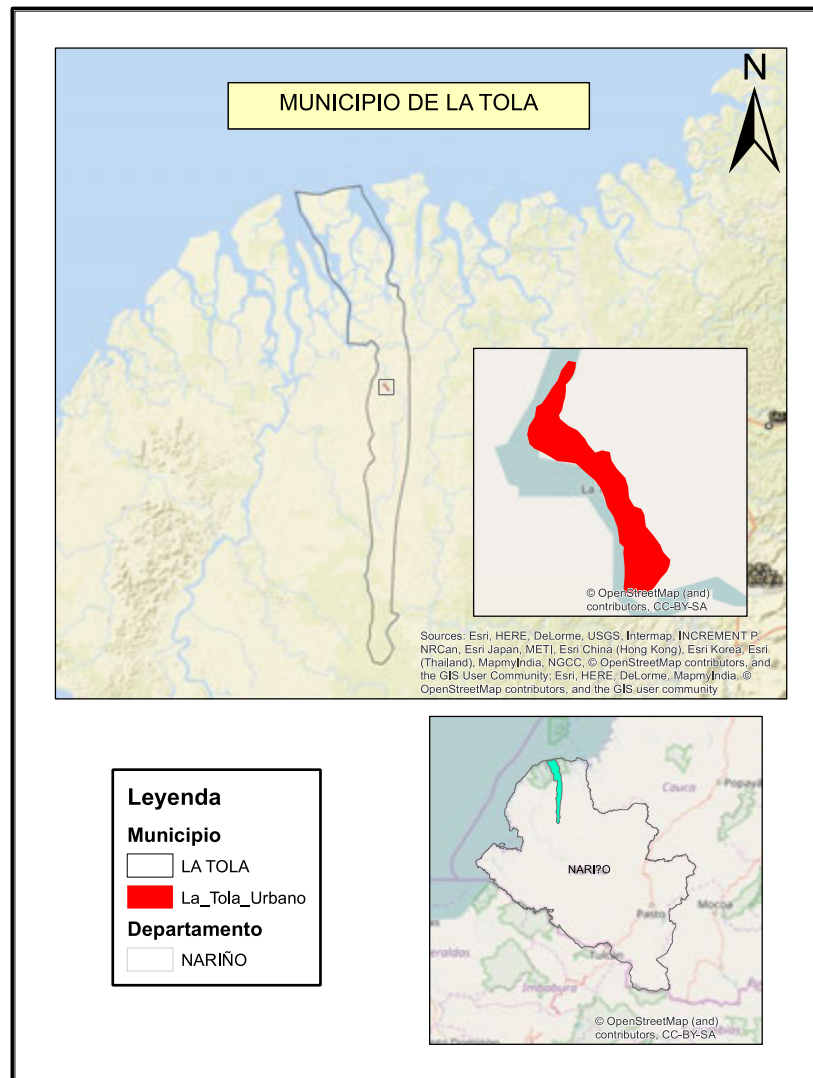 N
MUNICIPIO DE LA TOLA
La
© OpenStreetMap (and)
contributors, CC-BY-SA
Sources: Esri, HERE, DeLorme, USGS, Intermap, INCREMENT P,
NRCan, Esri Japan, METI, Esri China (Hong Kong), Esri Korea, Esri
(Thailand), MapmyIndia, NGCC, © OpenStreetMap contributors, and
the GIS User Community; Esri, HERE, DeLorme, MapmyIndia, ©
OpenStreetMap contributors, and the GIS user community
Popayá
Cauca
NARI?O
Pasto
Mocoa
as
eraldas
Tulcán
Imbabura
© OpenStreetMap (and)
contributors, CC-BY-SA
Leyenda
Municipio
LA TOLA
La_Tola_Urbano
Departamento
NARIÑO